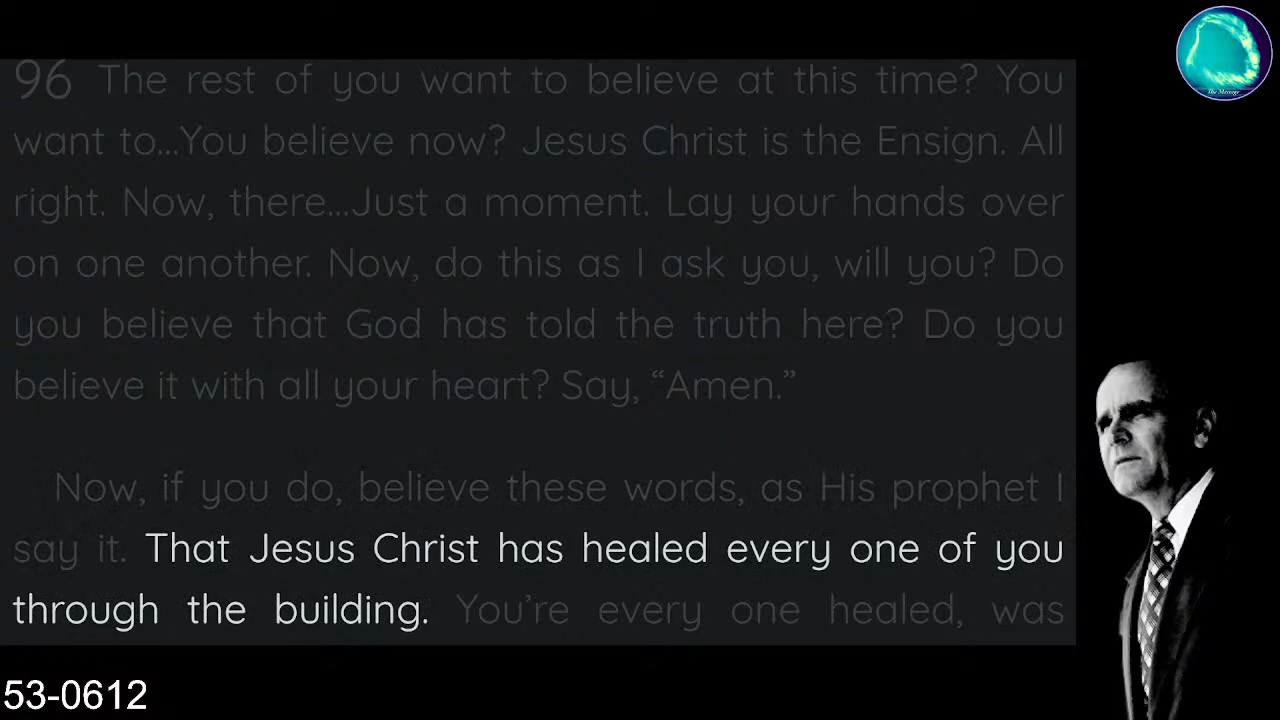 96 The rest of you want to believe at this time? You
want to...You believe now? Jesus Christ is the Ensign. All
right. Now, there...Just a moment. Lay your hands over
on one another. Now, do this as I ask you, will you? Do
you believe that God has told the truth here? Do you
believe it with all your heart? Say, “Amen.”
Now, if you do, believe these words, as His prophet I
say it. That Jesus Christ has healed every one of you
through the building. You’re every one healed, was
The Message
53-0612